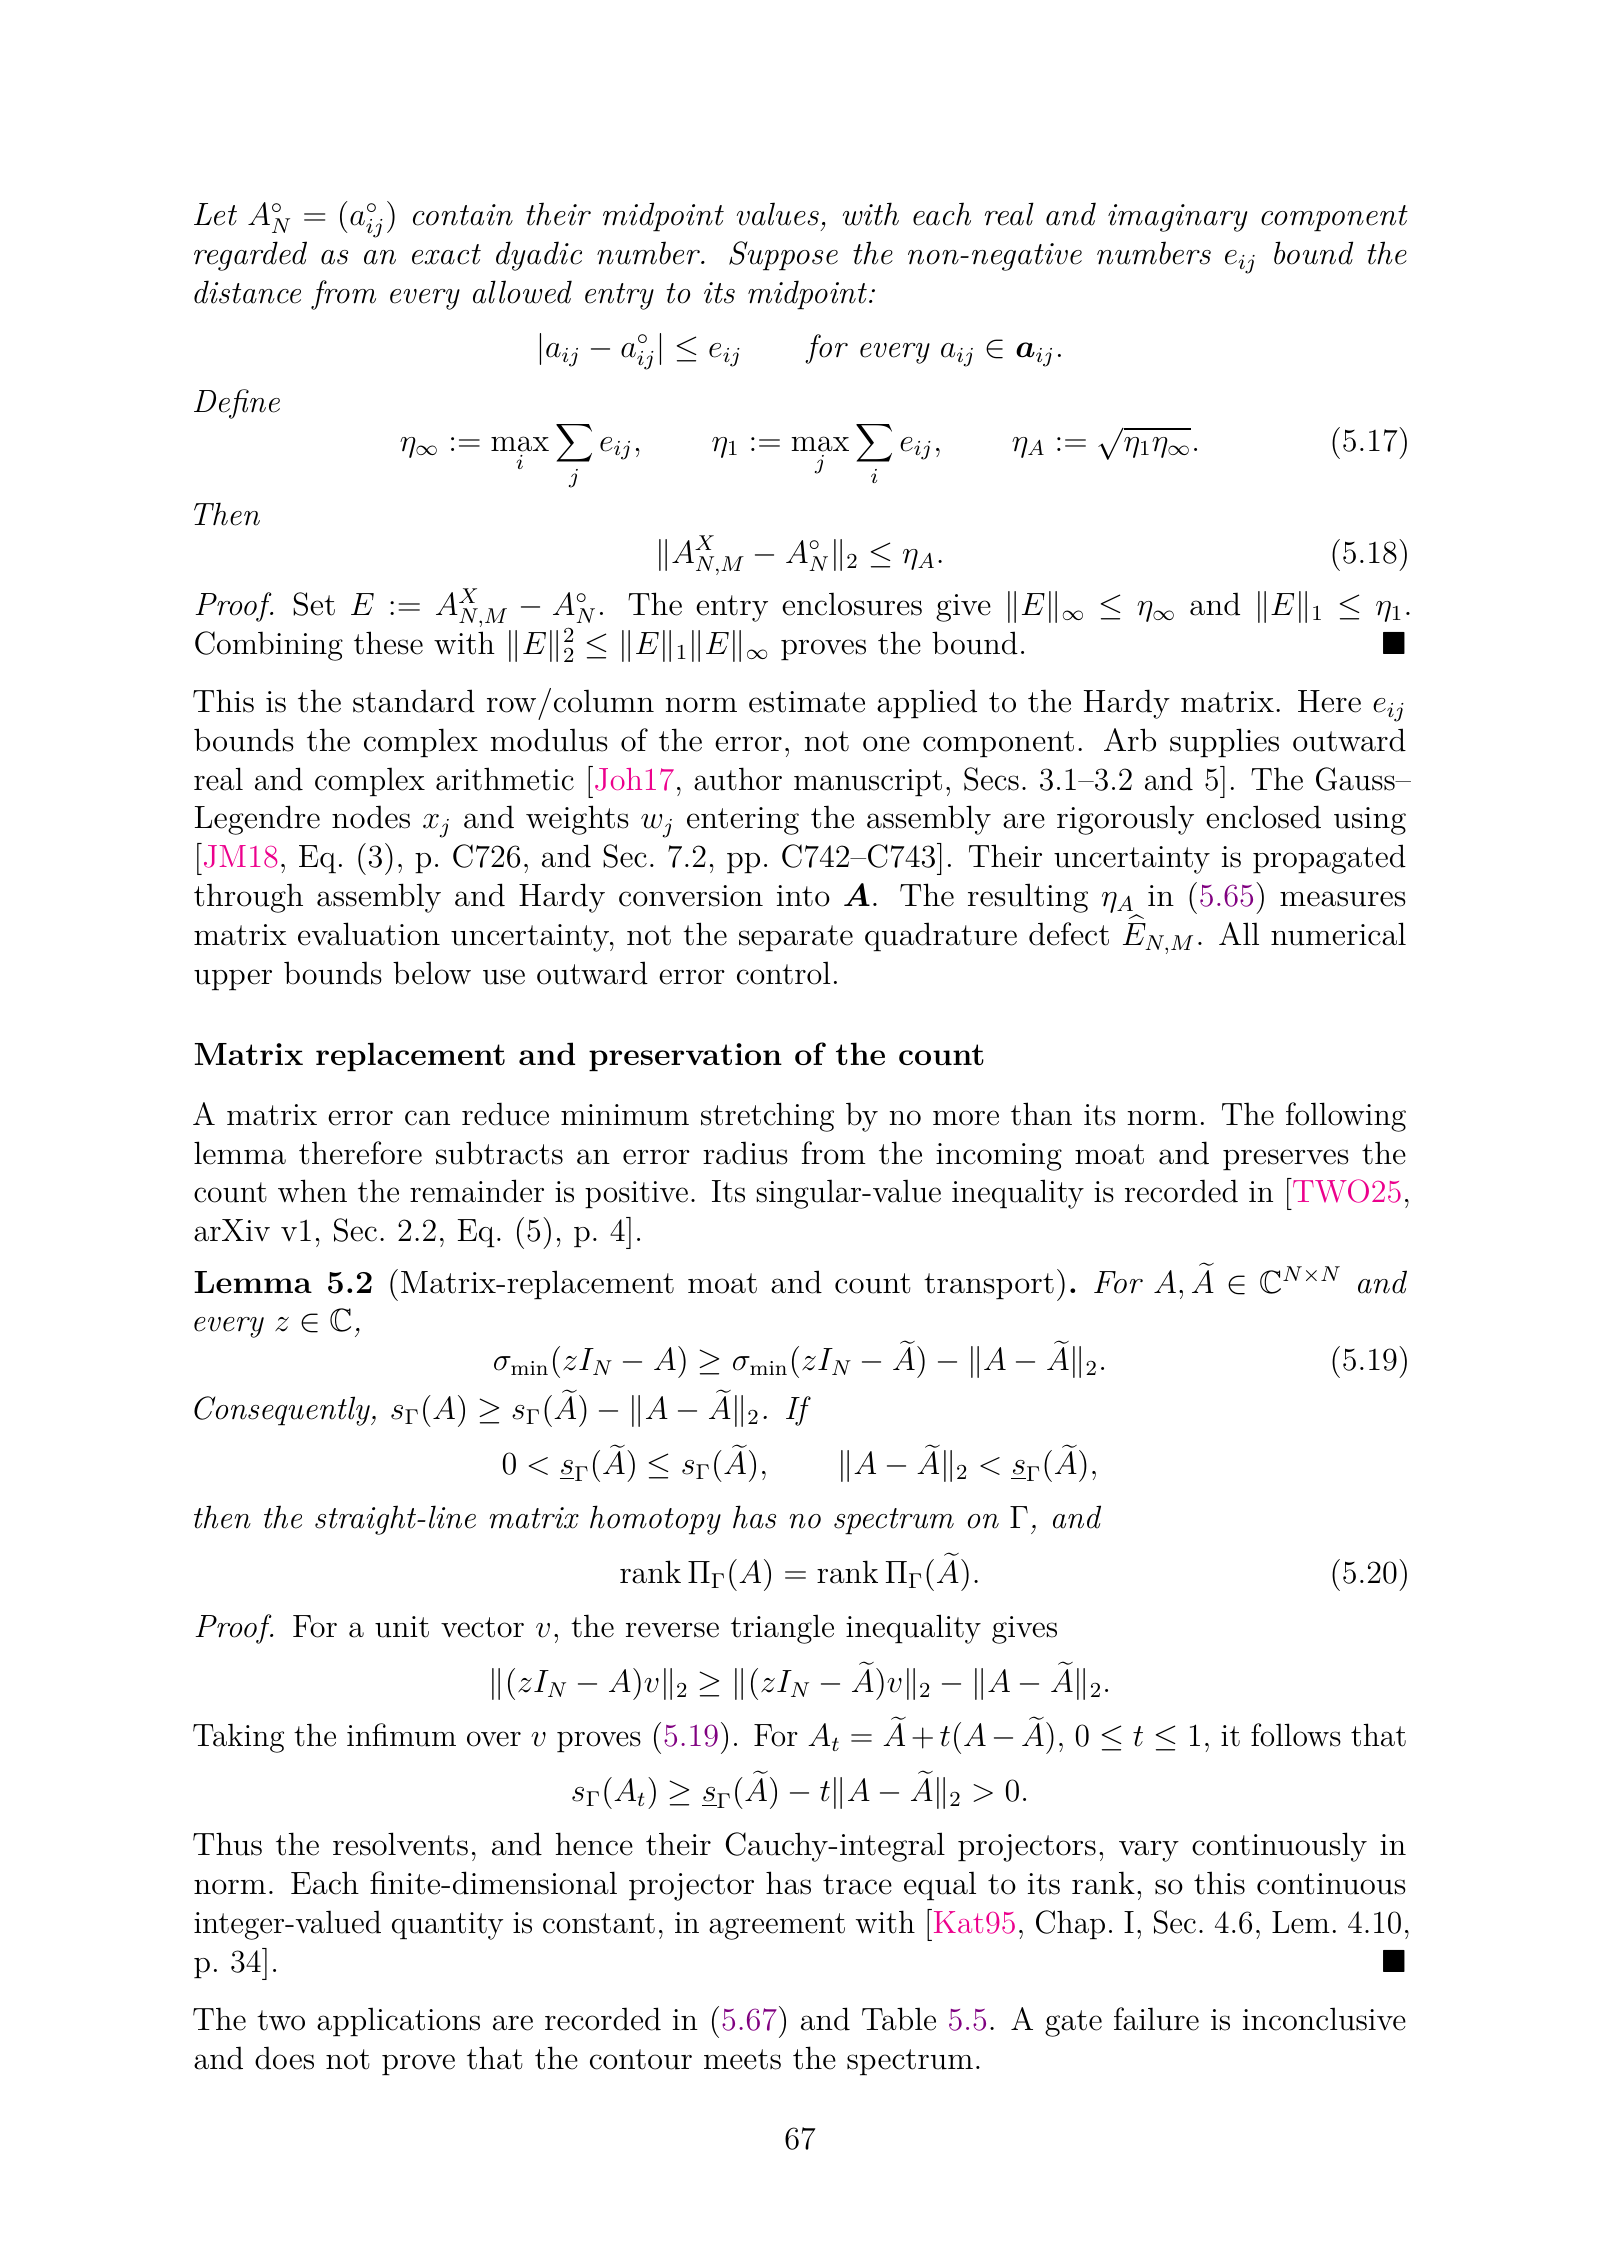 Let A°_N = (a°_{ij}) contain their midpoint values, with each real and imaginary component
regarded as an exact dyadic number. Suppose the non-negative numbers e_{ij} bound the
distance from every allowed entry to its midpoint:
|a_{ij} − a°_{ij}| ≤ e_{ij} for every a_{ij} ∈ 𝒂_{ij}.
Define
η_∞ := max_i ∑_j e_{ij}, η_1 := max_j ∑_i e_{ij}, η_A := √(η_1η_∞). (5.17)
Then
‖A^X_{N,M} − A°_N‖_2 ≤ η_A. (5.18)
Proof. Set E := A^X_{N,M} − A°_N. The entry enclosures give ‖E‖_∞ ≤ η_∞ and ‖E‖_1 ≤ η_1.
Combining these with ‖E‖²_2 ≤ ‖E‖_1‖E‖_∞ proves the bound. ■
This is the standard row/column norm estimate applied to the Hardy matrix. Here e_{ij}
bounds the complex modulus of the error, not one component. Arb supplies outward
real and complex arithmetic [Joh17, author manuscript, Secs. 3.1–3.2 and 5]. The Gauss–
Legendre nodes x_j and weights w_j entering the assembly are rigorously enclosed using
[JM18, Eq. (3), p. C726, and Sec. 7.2, pp. C742–C743]. Their uncertainty is propagated
through assembly and Hardy conversion into 𝑨. The resulting η_A in (5.65) measures
matrix evaluation uncertainty, not the separate quadrature defect Ê_{N,M}. All numerical
upper bounds below use outward error control.
Matrix replacement and preservation of the count
A matrix error can reduce minimum stretching by no more than its norm. The following
lemma therefore subtracts an error radius from the incoming moat and preserves the
count when the remainder is positive. Its singular-value inequality is recorded in [TWO25,
arXiv v1, Sec. 2.2, Eq. (5), p. 4].
Lemma 5.2 (Matrix-replacement moat and count transport). For A, Ã ∈ ℂ^{N×N} and
every z ∈ ℂ,
σ_min(zI_N − A) ≥ σ_min(zI_N − Ã) − ‖A − Ã‖_2. (5.19)
Consequently, s_Γ(A) ≥ s_Γ(Ã) − ‖A − Ã‖_2. If
0 < s̲_Γ(Ã) ≤ s_Γ(Ã), ‖A − Ã‖_2 < s̲_Γ(Ã),
then the straight-line matrix homotopy has no spectrum on Γ, and
rank Π_Γ(A) = rank Π_Γ(Ã). (5.20)
Proof. For a unit vector v, the reverse triangle inequality gives
‖(zI_N − A)v‖_2 ≥ ‖(zI_N − Ã)v‖_2 − ‖A − Ã‖_2.
Taking the infimum over v proves (5.19). For A_t = Ã + t(A − Ã), 0 ≤ t ≤ 1, it follows that
s_Γ(A_t) ≥ s̲_Γ(Ã) − t‖A − Ã‖_2 > 0.
Thus the resolvents, and hence their Cauchy-integral projectors, vary continuously in
norm. Each finite-dimensional projector has trace equal to its rank, so this continuous
integer-valued quantity is constant, in agreement with [Kat95, Chap. I, Sec. 4.6, Lem. 4.10,
p. 34]. ■
The two applications are recorded in (5.67) and Table 5.5. A gate failure is inconclusive
and does not prove that the contour meets the spectrum.
67